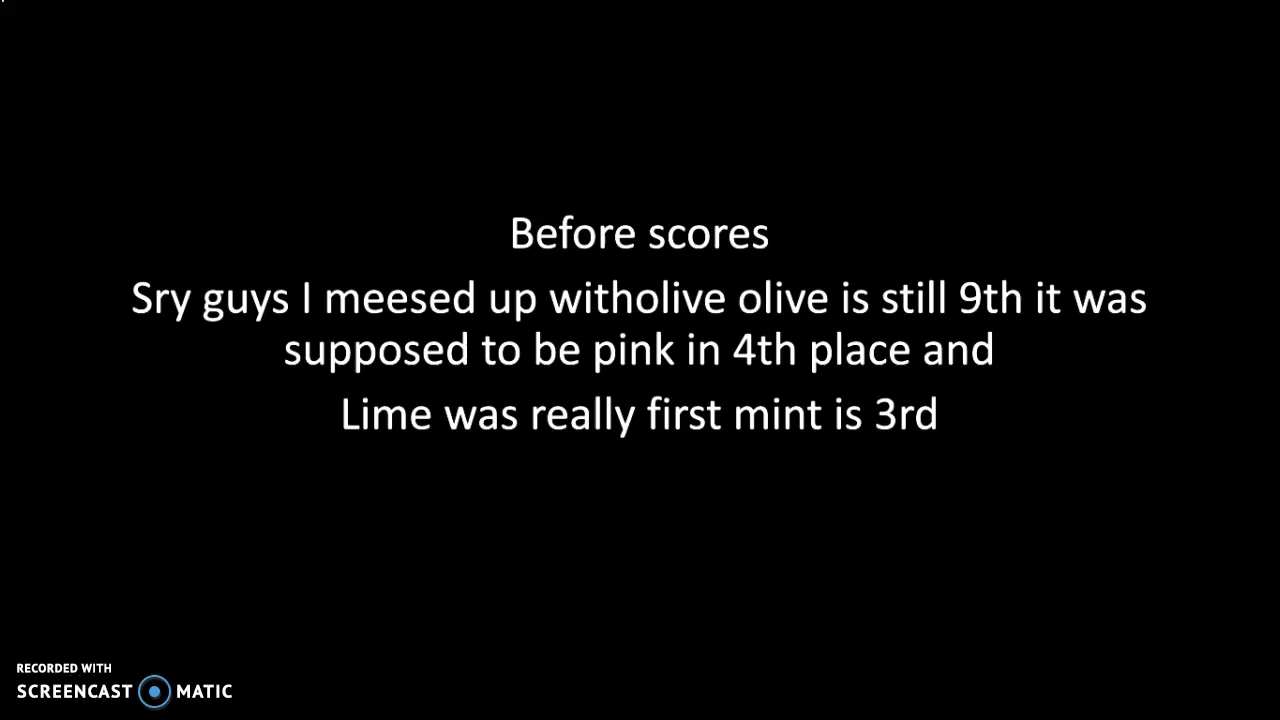 Before scores
Sry guys I meesed up witholive olive is still 9th it was
supposed to be pink in 4th place and
Lime was really first mint is 3rd
RECORDED WITH
SCREENCAST MATIC